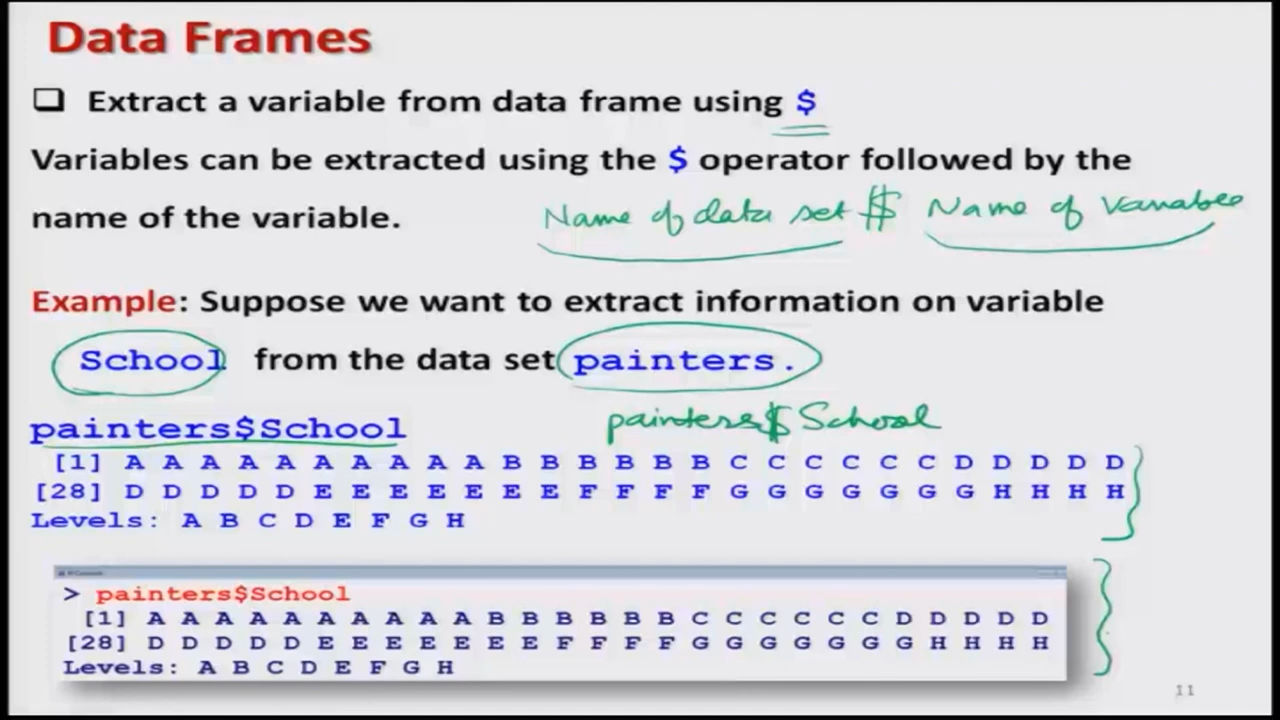 Data Frames
❑ Extract a variable from data frame using $
Variables can be extracted using the $ operator followed by the
name of the variable. Name of data set $ Name of Variable
Example: Suppose we want to extract information on variable
School from the data set painters.
painters$School painters$School
[1] A A A A A A A A A A B B B B B B C C C C C C D D D D D
[28] D D D D D E E E E E E E F F F F G G G G G G G H H H H
Levels: A B C D E F G H
R Console
> painters$School
[1] A A A A A A A A A A B B B B B B C C C C C C D D D D D
[28] D D D D D E E E E E E E F F F F G G G G G G G H H H H
Levels: A B C D E F G H
11